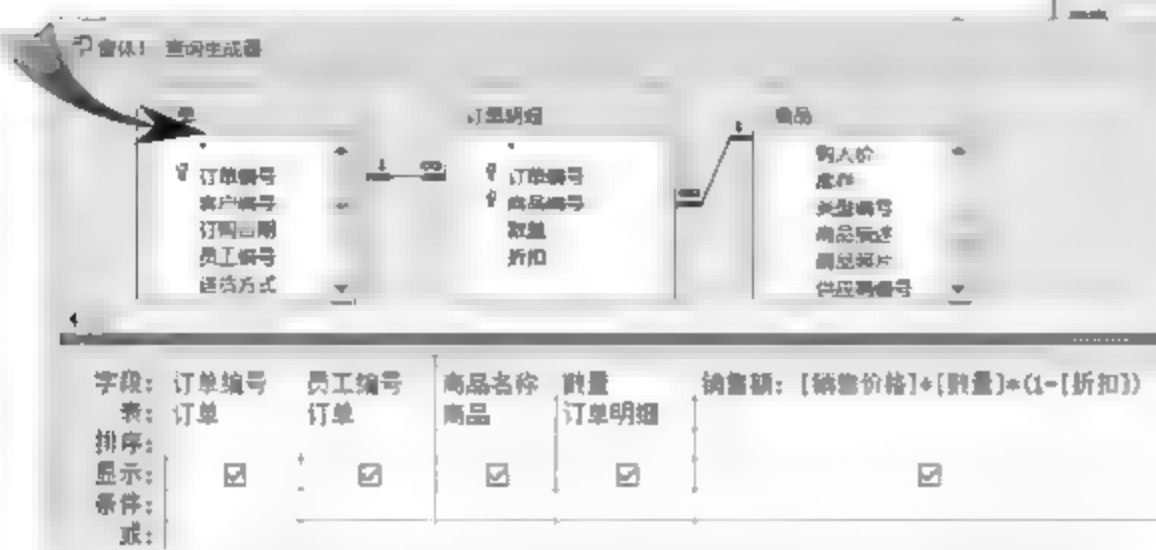 窗体1 查询生成器
订单明细
商品
订单编号
客户编号
订购日期
员工编号
送货方式
订单编号
商品编号
数量
折扣
购入价
库存
类型编号
商品描述
商品照片
供应商编号
字段: 订单编号 员工编号 商品名称 数量 销售额: [销售价格]*[数量]*(1-[折扣])
表: 订单 订单 商品 订单明细
排序:
显示:
条件:
或: